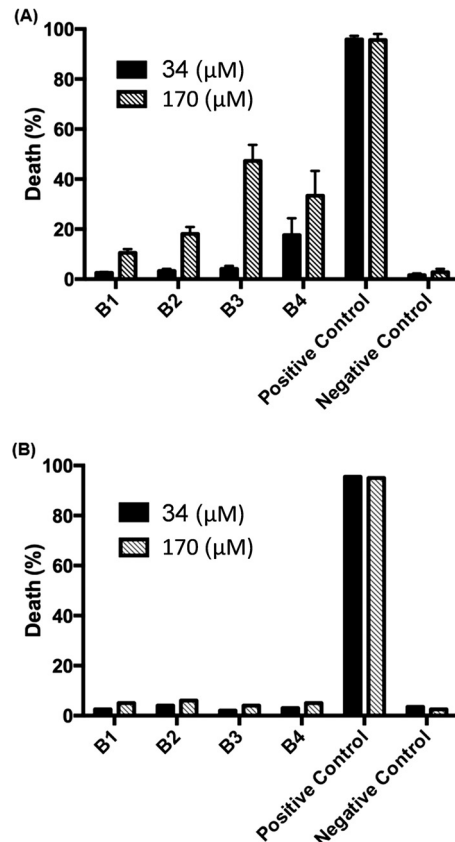 (A)
100
80
60
40
20
0
Death (%)
34 (μM)
170 (μM)
B1
B2
B3
B4
Positive Control
Negative Control
(B)
100
80
60
40
20
0
Death (%)
34 (μM)
170 (μM)
B1
B2
B3
B4
Positive Control
Negative Control